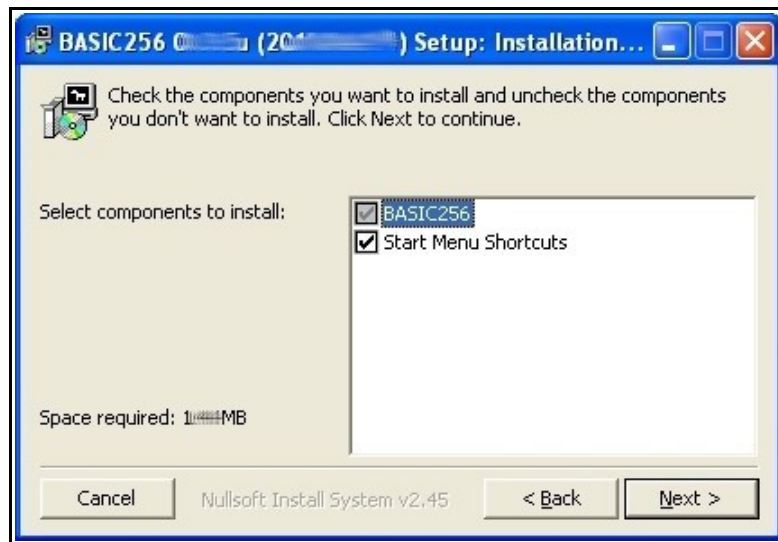 BASIC256 (20 ) Setup: Installation...
Check the components you want to install and uncheck the components
you don't want to install. Click Next to continue.
Select components to install:
BASIC256
Start Menu Shortcuts
Space required: 1 MB
Cancel
Nullsoft Install System v2.45
< Back
Next >